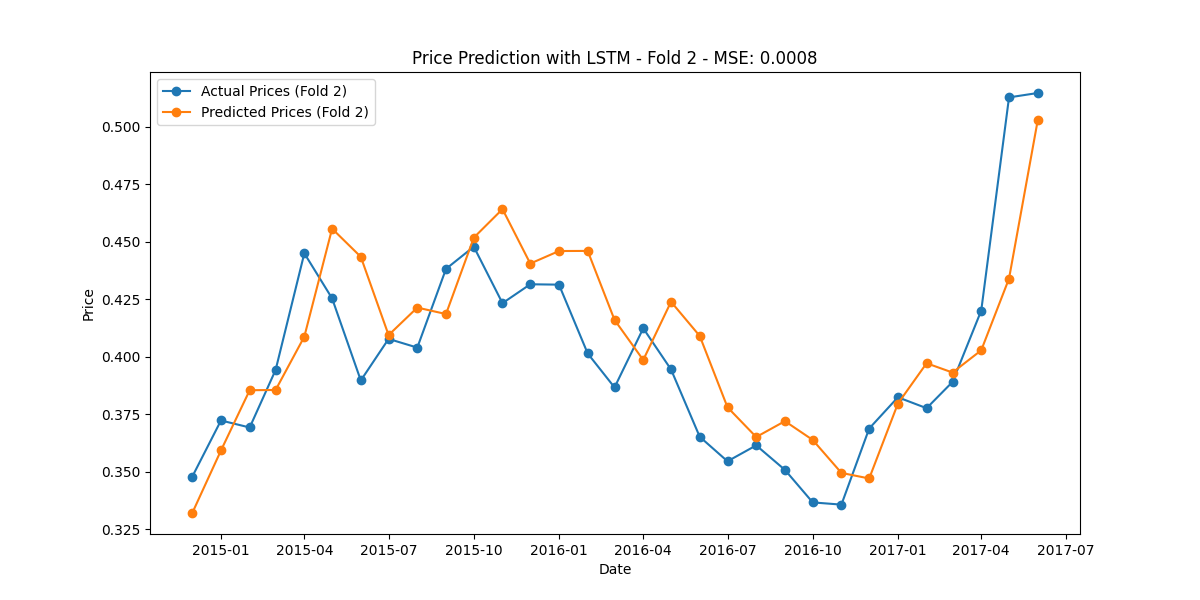 Price Prediction with LSTM - Fold 2 - MSE: 0.0008
Actual Prices (Fold 2)
Predicted Prices (Fold 2)
0.500
0.475
0.450
0.425
0.400
0.375
0.350
0.325
Price
2015-01 2015-04 2015-07 2015-10 2016-01 2016-04 2016-07 2016-10 2017-01 2017-04 2017-07
Date